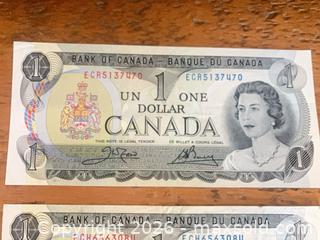 BANK OF CANADA - BANQUE DU CANADA
1 ECR5137470 ECR5137470 1
UN 1 ONE
DOLLAR
CANADA
THIS NOTE IS LEGAL TENDER CE BILLET A COURS LÉGAL
1 1
BANK OF CANADA - BANQUE DU CANADA
Copyright 2026 - maxsold.com